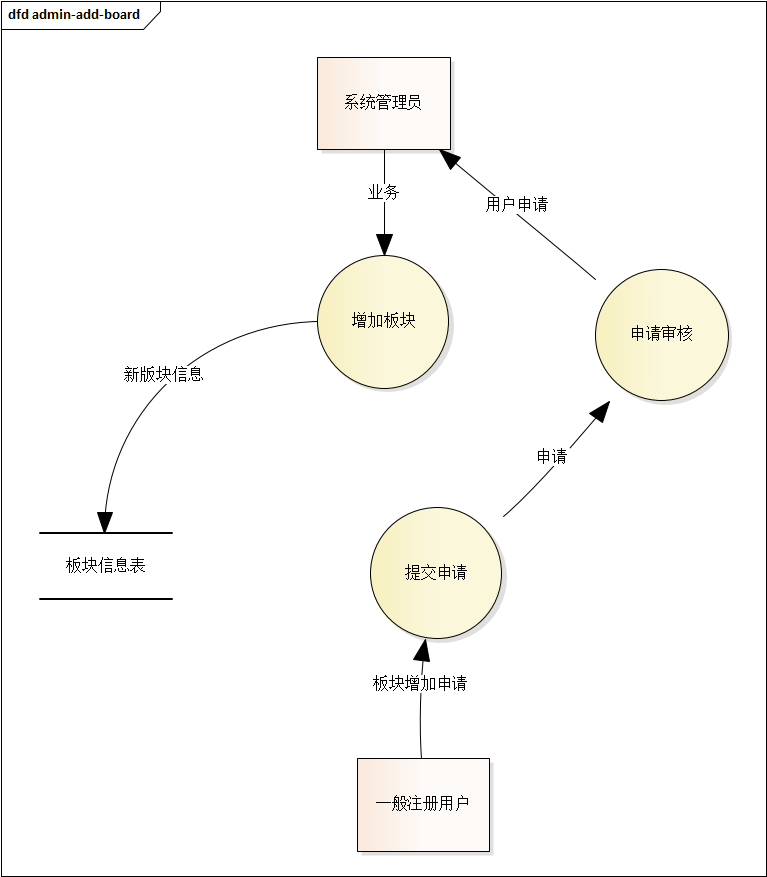 dfd admin-add-board
系统管理员
业务
用户申请
增加板块
申请审核
新版块信息
申请
板块信息表
提交申请
板块增加申请
一般注册用户